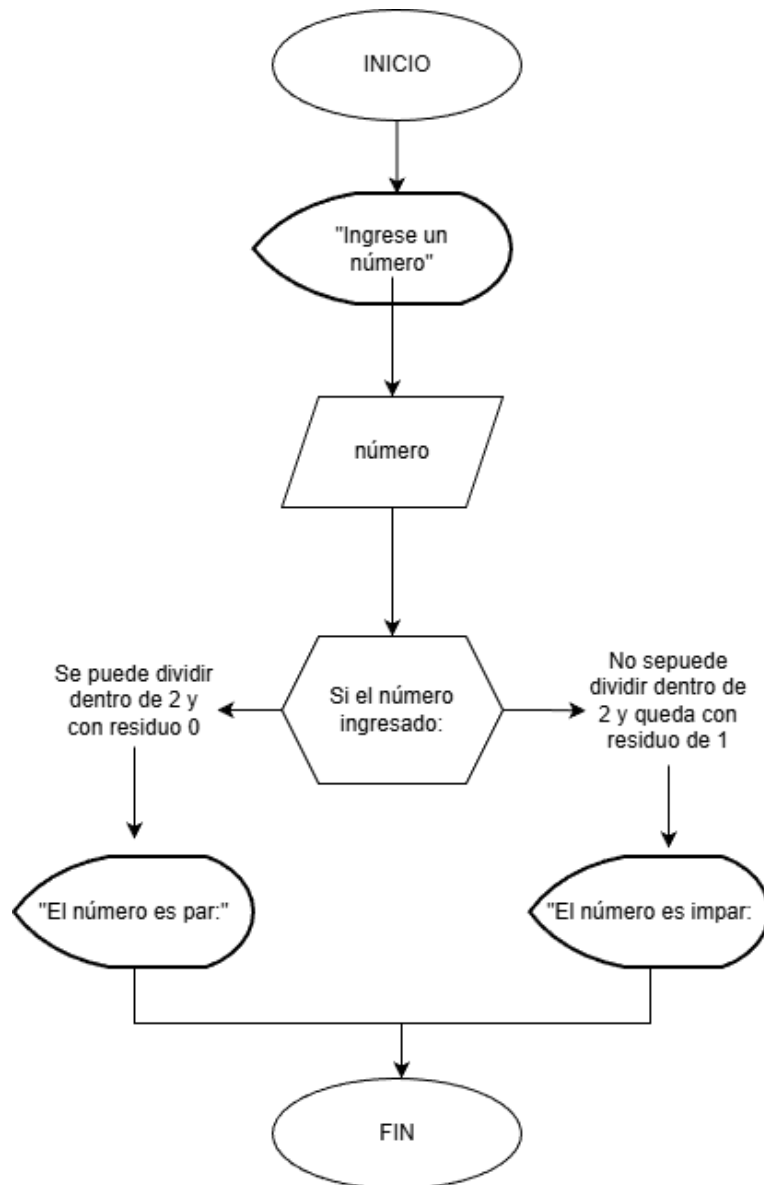 INICIO
"Ingrese un
número"
número
Si el número
ingresado:
Se puede dividir
dentro de 2 y
con residuo 0
No sepuede
dividir dentro de
2 y queda con
residuo de 1
"El número es par:"
"El número es impar:
FIN